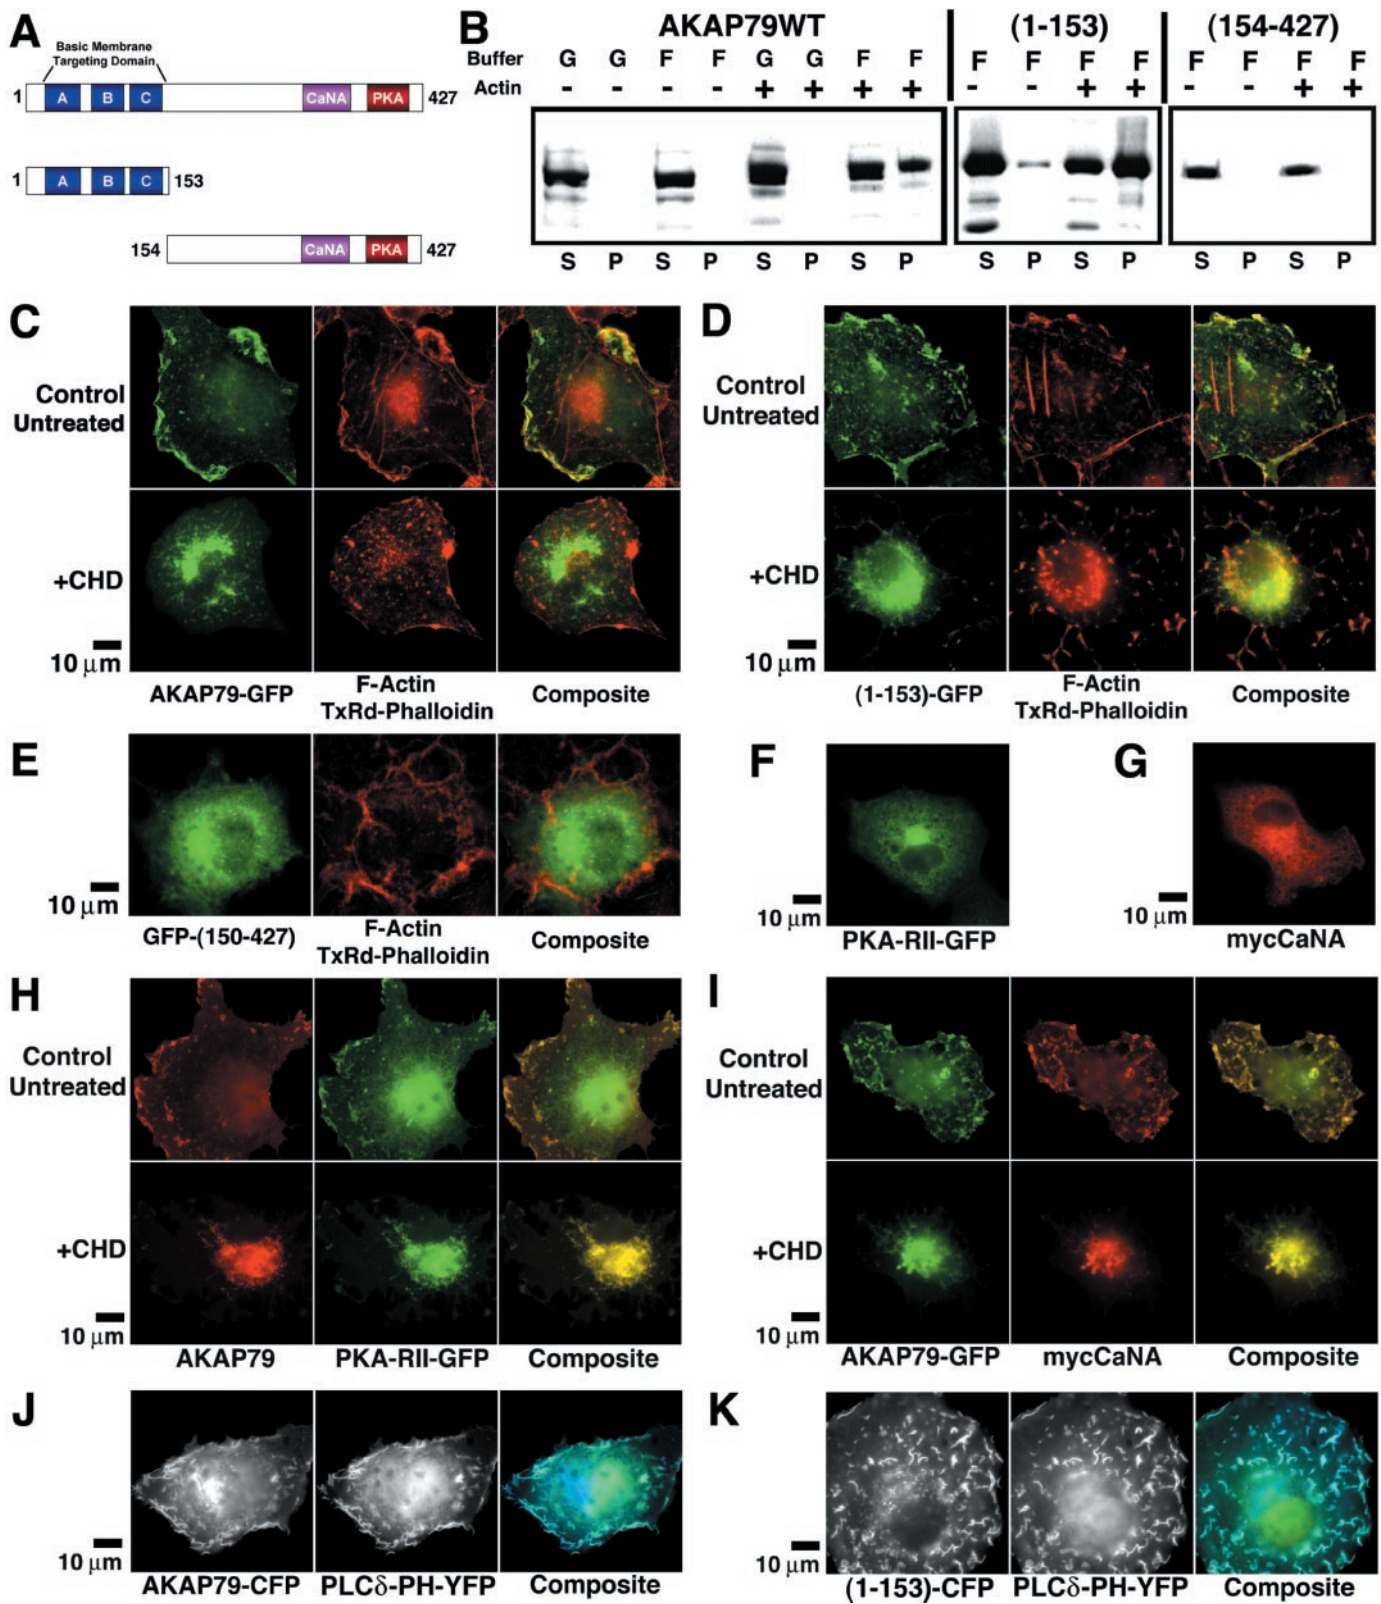 A
Basic Membrane
Targeting Domain
1 A B C CaNA PKA 427
1 A B C 153
154 CaNA PKA 427
B
AKAP79WT (1-153) (154-427)
Buffer G G F F G G F F F F F F F F F F
Actin - - - - + + + + - - + + - - + +
S P S P S P S P S P S P S P S P
C
Control
Untreated
+CHD
10 μm
AKAP79-GFP
F-Actin
TxRd-Phalloidin
Composite
D
Control
Untreated
+CHD
10 μm
(1-153)-GFP
F-Actin
TxRd-Phalloidin
Composite
E
10 μm
GFP-(150-427)
F-Actin
TxRd-Phalloidin
Composite
F
10 μm
PKA-RII-GFP
G
10 μm
mycCaNA
H
Control
Untreated
+CHD
10 μm
AKAP79 PKA-RII-GFP Composite
I
Control
Untreated
+CHD
10 μm
AKAP79-GFP mycCaNA Composite
J
10 μm
AKAP79-CFP PLCδ-PH-YFP Composite
K
10 μm
(1-153)-CFP PLCδ-PH-YFP Composite